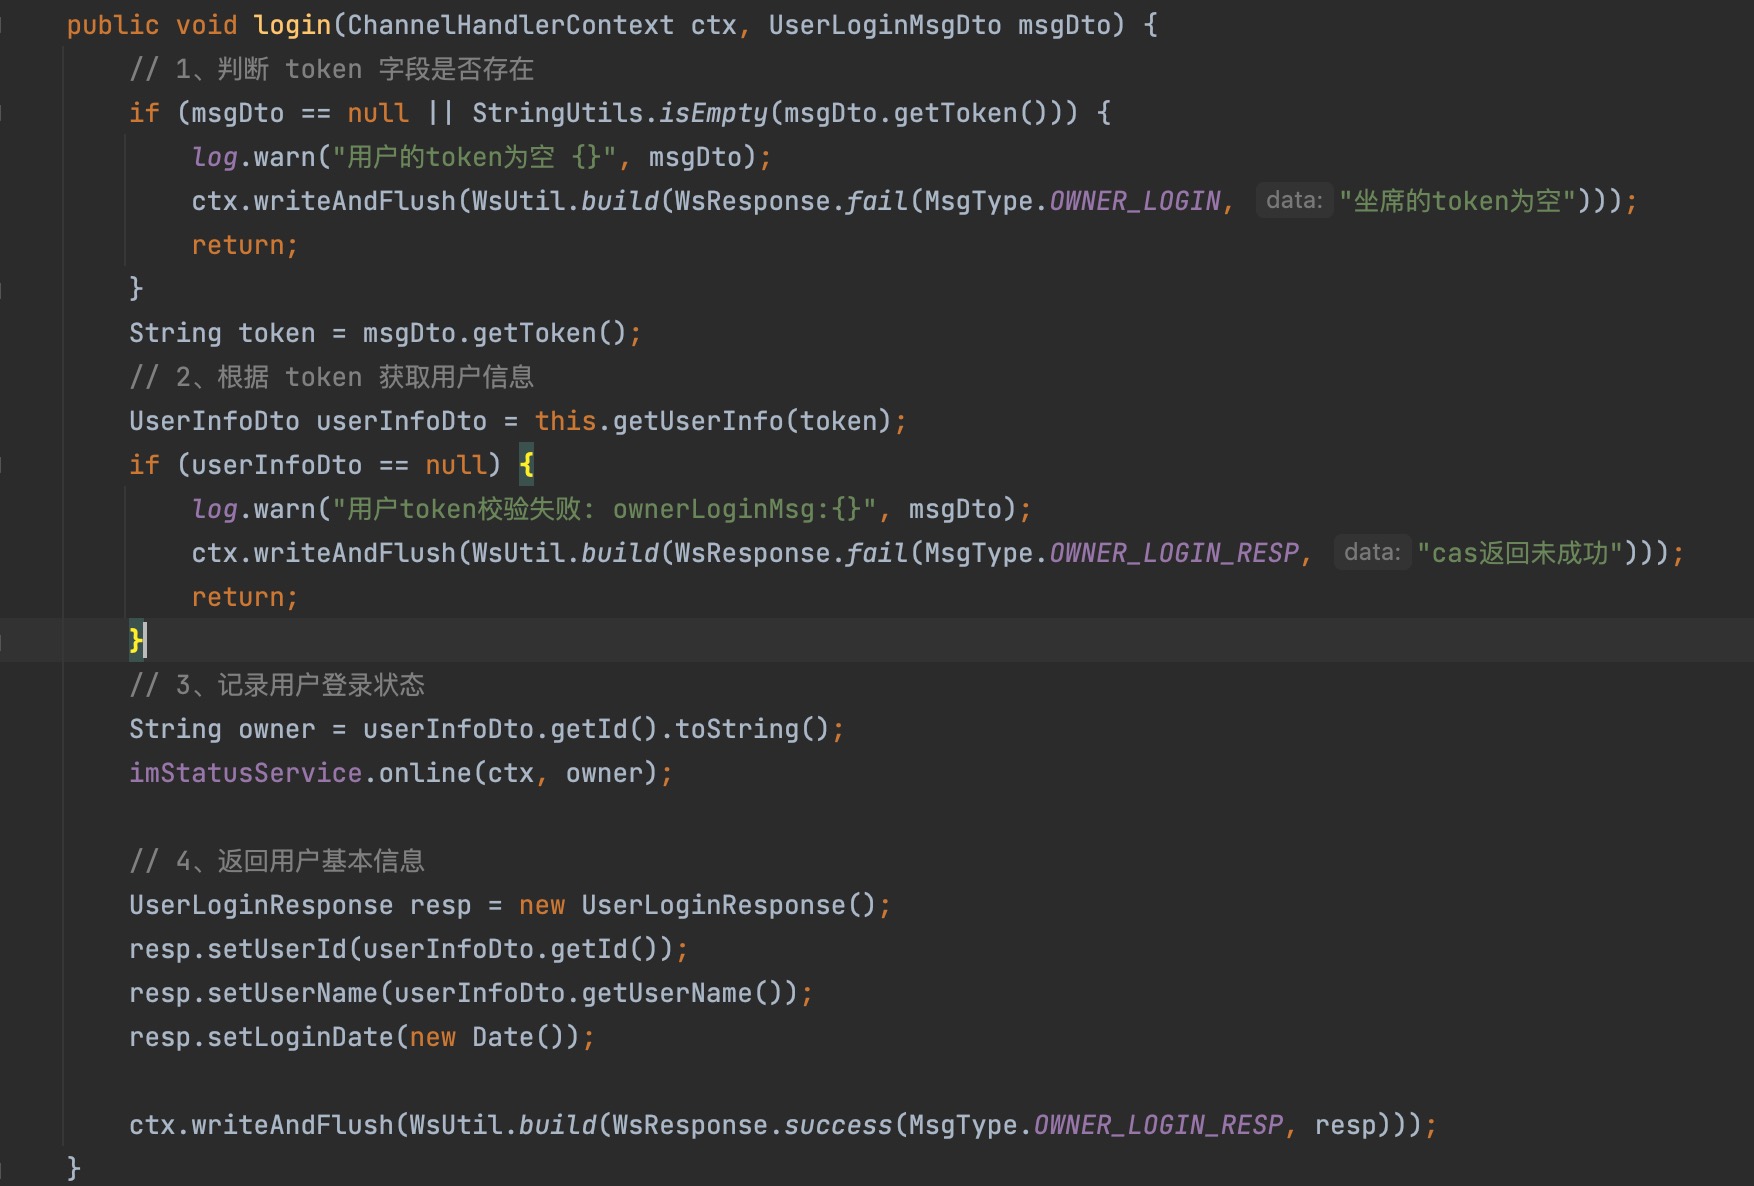 public void login(ChannelHandlerContext ctx, UserLoginMsgDto msgDto) {
// 1、判断 token 字段是否存在
if (msgDto == null || StringUtils.isEmpty(msgDto.getToken())) {
log.warn("用户的token为空 {}", msgDto);
ctx.writeAndFlush(WsUtil.build(WsResponse.fail(MsgType.OWNER_LOGIN, data: "坐席的token为空")));
return;
}
String token = msgDto.getToken();
// 2、根据 token 获取用户信息
UserInfoDto userInfoDto = this.getUserInfo(token);
if (userInfoDto == null) {
log.warn("用户token校验失败: ownerLoginMsg:{}", msgDto);
ctx.writeAndFlush(WsUtil.build(WsResponse.fail(MsgType.OWNER_LOGIN_RESP, data: "cas返回未成功")));
return;
}
// 3、记录用户登录状态
String owner = userInfoDto.getId().toString();
imStatusService.online(ctx, owner);
// 4、返回用户基本信息
UserLoginResponse resp = new UserLoginResponse();
resp.setUserId(userInfoDto.getId());
resp.setUserName(userInfoDto.getUserName());
resp.setLoginDate(new Date());
ctx.writeAndFlush(WsUtil.build(WsResponse.success(MsgType.OWNER_LOGIN_RESP, resp)));
}